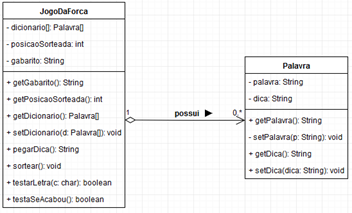 JogoDaForca
- dicionario[]: Palavra[]
- posicaoSorteada: int
- gabarito: String
+ getGabarito(): String
+ getPosicaoSorteada(): int
+ getDicionario(): Palavra[]
+ setDicionário(d: Palavra[]): void
+ pegarDica(): String
+ sortear(): void
+ testarLetra(c: char): boolean
+ testaSeAcabou(): boolean
1
possui
0..*
Palavra
- palavra: String
- dica: String
+ getPalavra(): String
- setPalavra(p: String): void
+ getDica(): String
+ setDica(dica: String): void